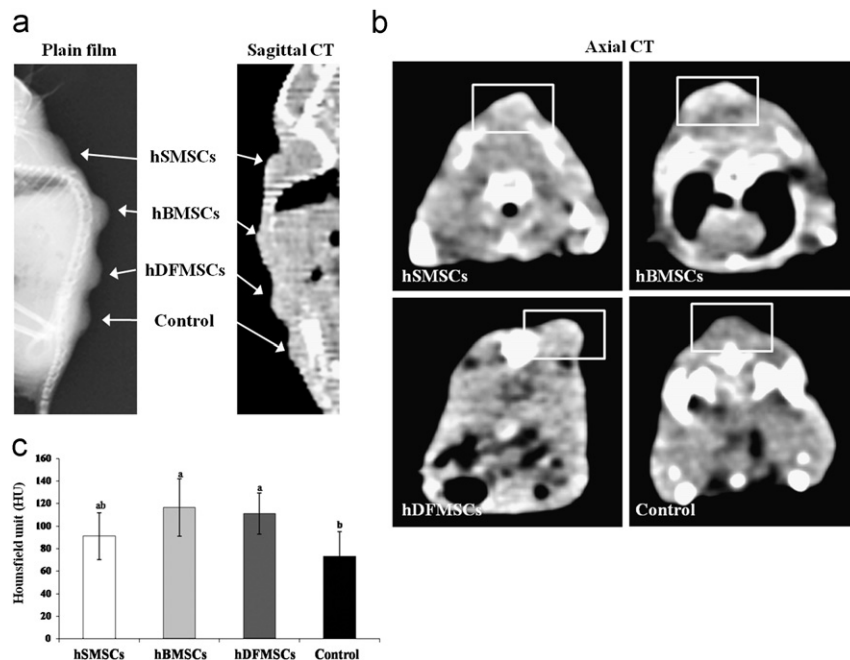 a
Plain film
Sagittal CT
hSMSCs
hBMSCs
hDFMSCs
Control
b
Axial CT
hSMSCs
hBMSCs
hDFMSCs
Control
c
Hounsfield unit (HU)
160
140
120
100
80
60
40
20
0
ab
a
a
b
hSMSCs
hBMSCs
hDFMSCs
Control